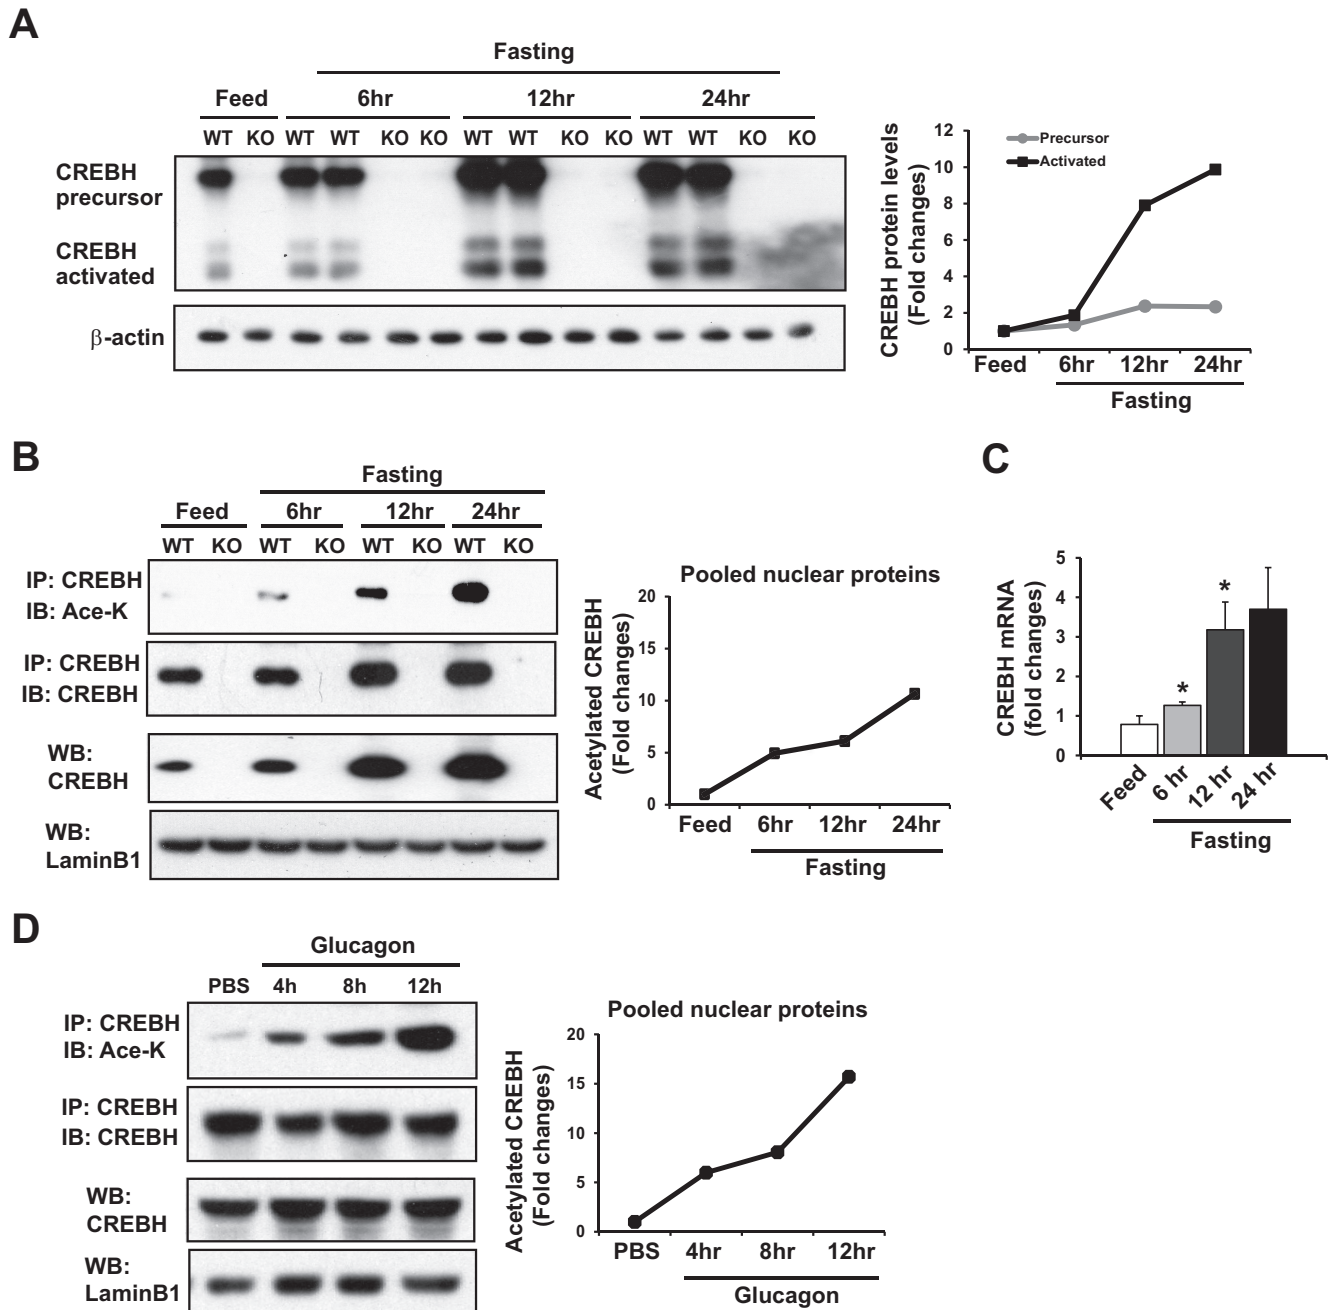 A
Fasting
Feed 6hr 12hr 24hr
WT KO WT WT KO KO WT WT KO KO WT WT KO KO
CREBH
precursor
CREBH
activated
β-actin
CREBH protein levels
(Fold changes)
12
10
8
6
4
2
0
Precursor
Activated
Feed 6hr 12hr 24hr
Fasting
B
Fasting
Feed 6hr 12hr 24hr
WT KO WT KO WT KO WT KO
IP: CREBH
IB: Ace-K
IP: CREBH
IB: CREBH
WB:
CREBH
WB:
LaminB1
Pooled nuclear proteins
Acetylated CREBH
(Fold changes)
20
15
10
5
0
Feed 6hr 12hr 24hr
Fasting
C
CREBH mRNA
(fold changes)
5
4
3
2
1
0
* *
Feed 6 hr 12 hr 24 hr
Fasting
D
Glucagon
PBS 4h 8h 12h
IP: CREBH
IB: Ace-K
IP: CREBH
IB: CREBH
WB:
CREBH
WB:
LaminB1
Pooled nuclear proteins
Acetylated CREBH
(Fold changes)
20
15
10
5
0
PBS 4hr 8hr 12hr
Glucagon